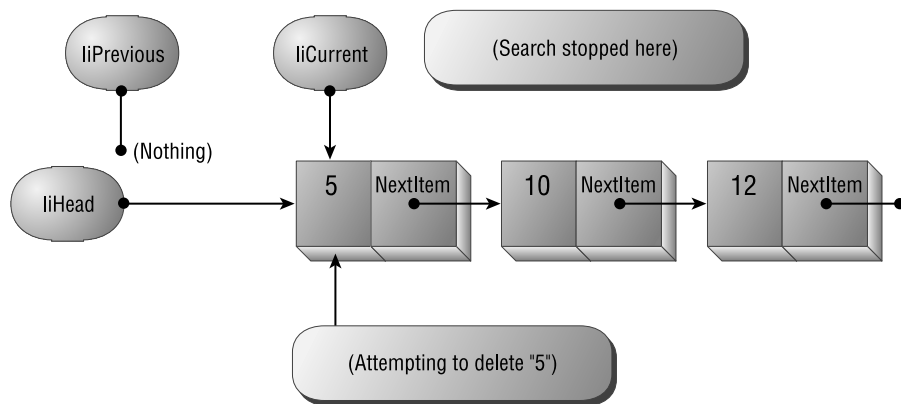 liPrevious
liCurrent
(Search stopped here)
(Nothing)
liHead
5
NextItem
10
NextItem
12
NextItem
(Attempting to delete "5")